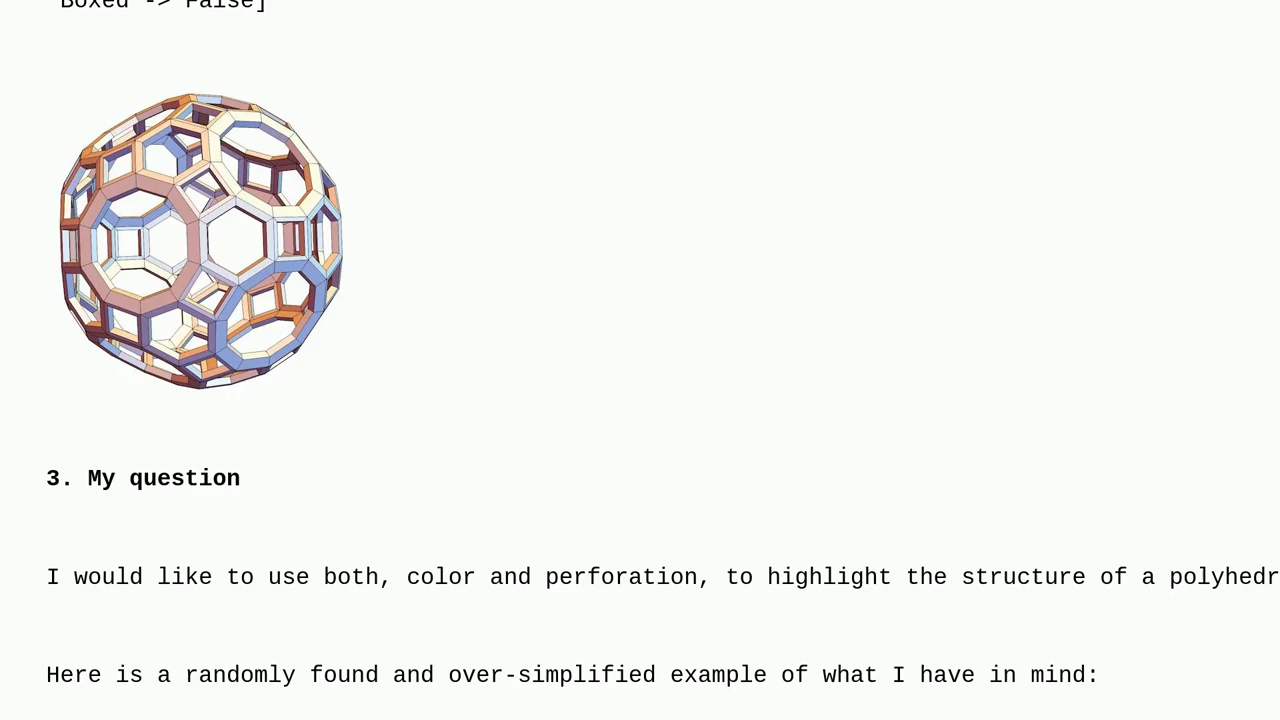 Boxed -> False]
3. My question
I would like to use both, color and perforation, to highlight the structure of a polyhedr
Here is a randomly found and over-simplified example of what I have in mind: